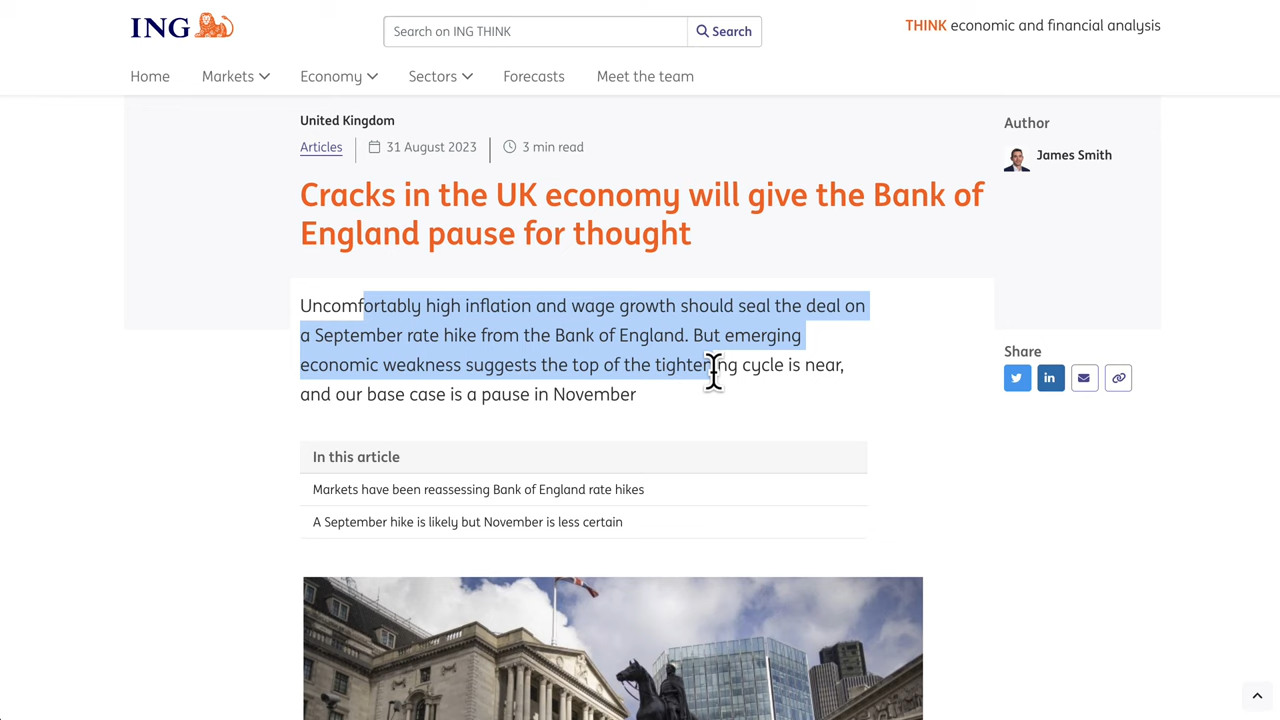 ING
Search on ING THINK
Search
THINK economic and financial analysis
Home
Markets
Economy
Sectors
Forecasts
Meet the team
United Kingdom
Articles
31 August 2023
3 min read
Cracks in the UK economy will give the Bank of
England pause for thought
Author
James Smith
Uncomfortably high inflation and wage growth should seal the deal on
a September rate hike from the Bank of England. But emerging
economic weakness suggests the top of the tightening cycle is near,
and our base case is a pause in November
Share
In this article
Markets have been reassessing Bank of England rate hikes
A September hike is likely but November is less certain